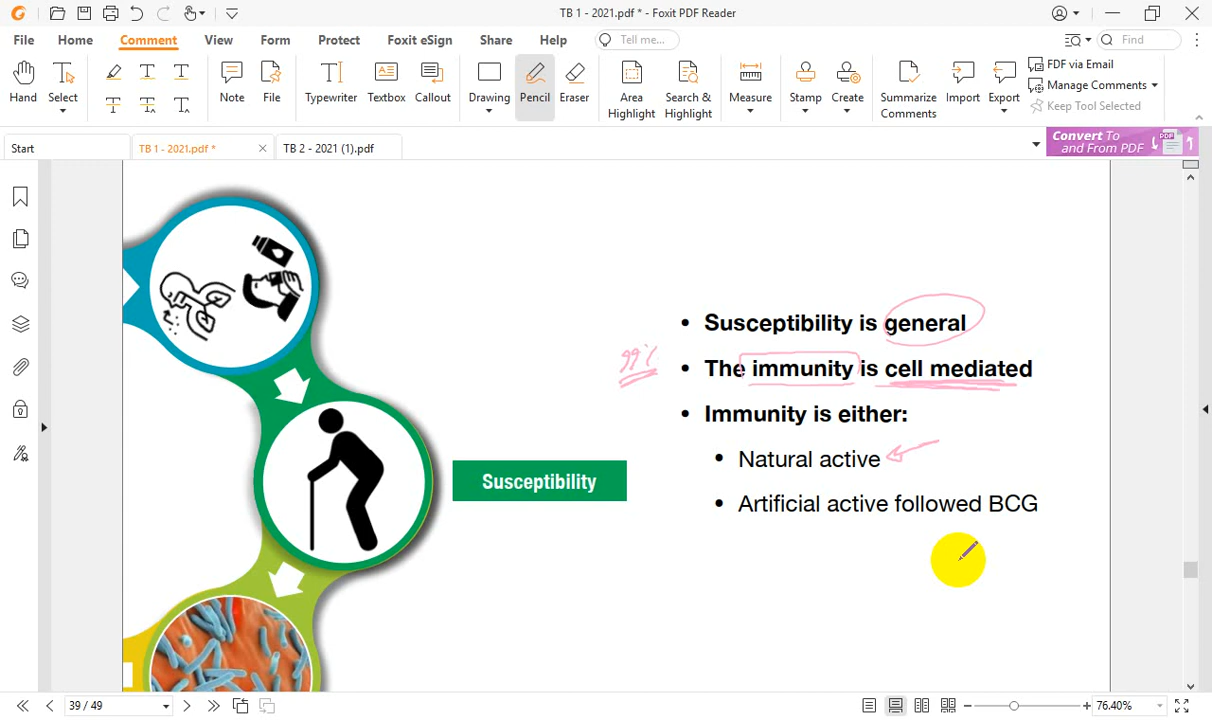 TB 1 - 2021.pdf * - Foxit PDF Reader
File Home Comment View Form Protect Foxit eSign Share Help Tell me... Find
Hand Select Note File Typewriter Textbox Callout Drawing Pencil Eraser Area Highlight Search & Highlight Measure Stamp Create Summarize Comments Import Export
FDF via Email
Manage Comments
Keep Tool Selected
Start TB 1 - 2021.pdf * TB 2 - 2021 (1).pdf
Convert To
and From PDF
PDF
• Susceptibility is general
99%
• The immunity is cell mediated
• Immunity is either:
• Natural active
Susceptibility
• Artificial active followed BCG
39 / 49 76.40%